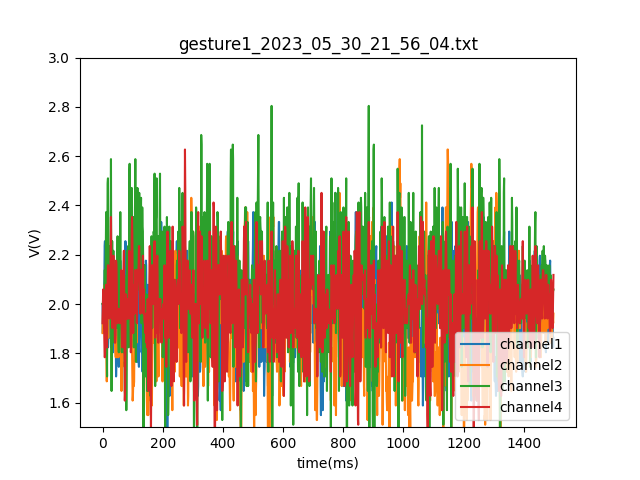 gesture1_2023_05_30_21_56_04.txt
V(V)
3.0
2.8
2.6
2.4
2.2
2.0
1.8
1.6
channel1
channel2
channel3
channel4
0 200 400 600 800 1000 1200 1400
time(ms)